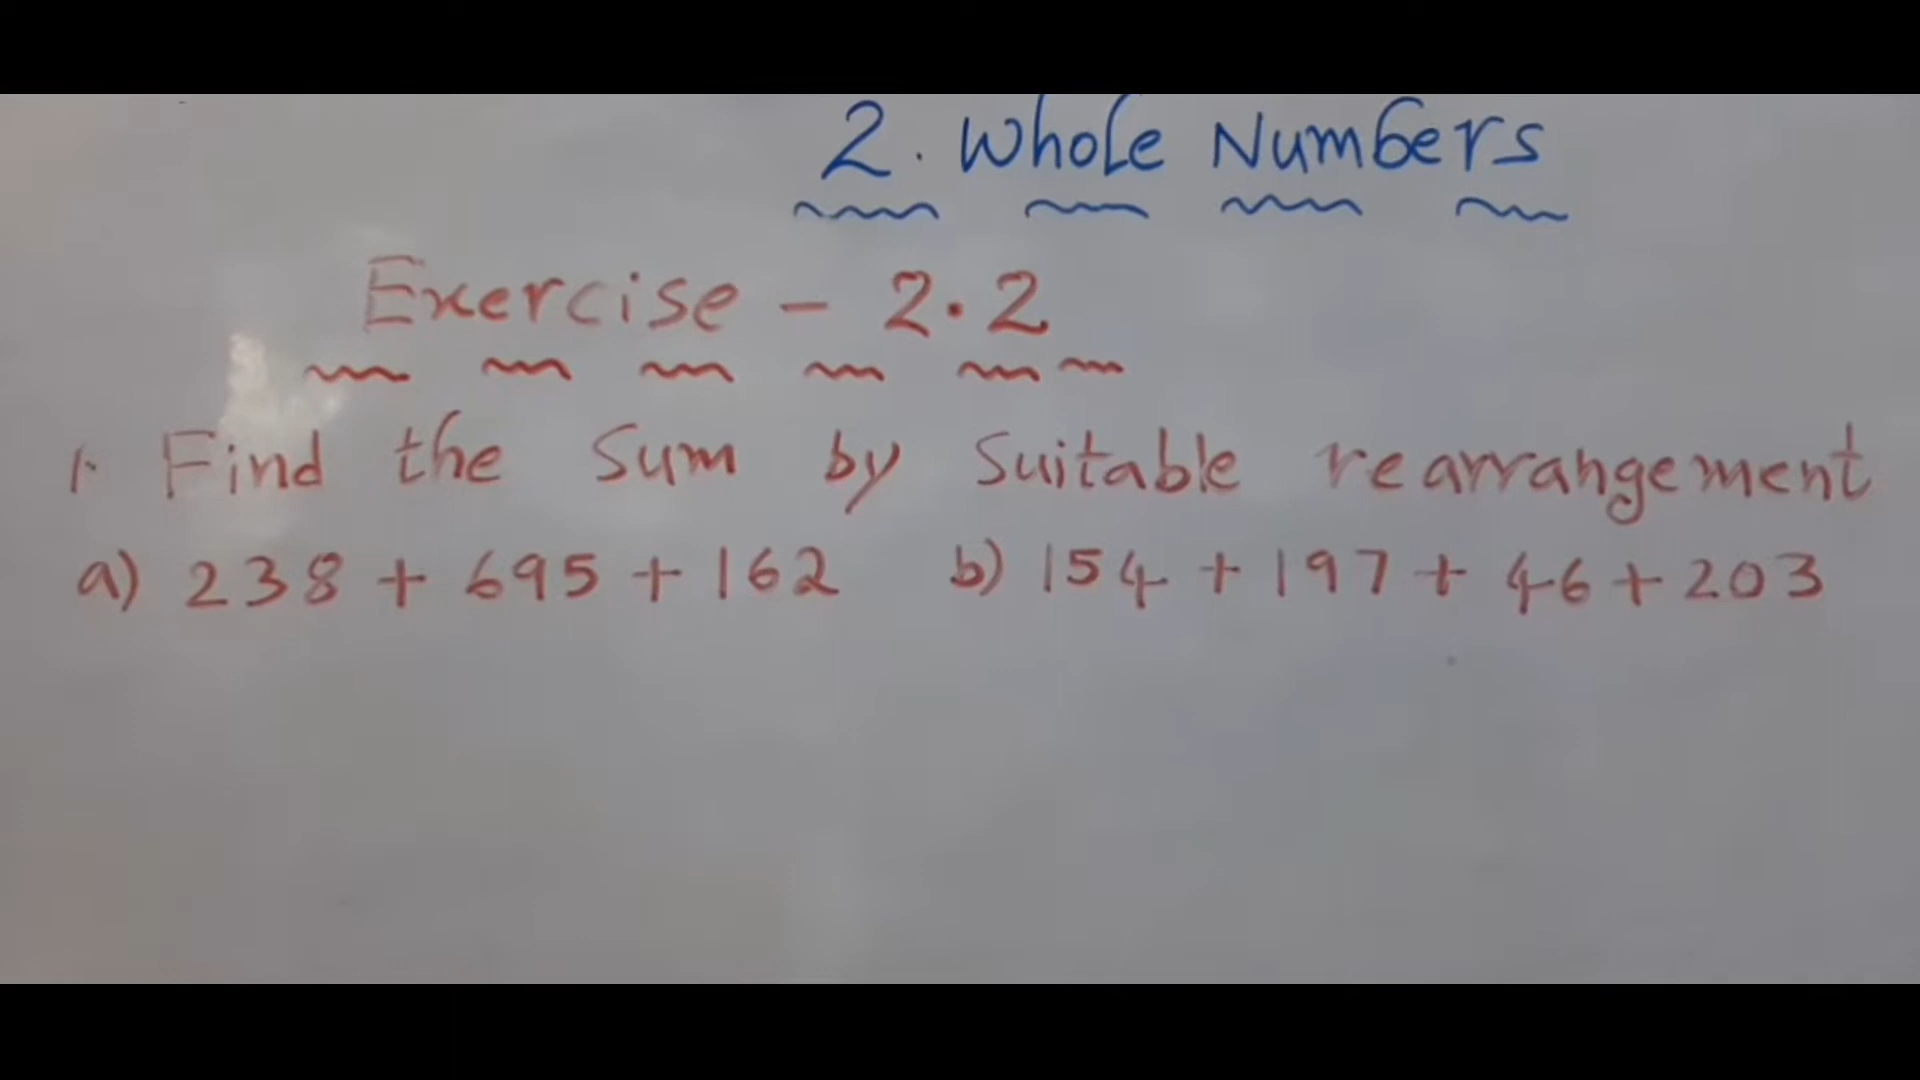 2. Whole Numbers
Exercise - 2.2
1. Find the Sum by Suitable rearrangement
a) 238 + 695 + 162 b) 154 + 197 + 46 + 203